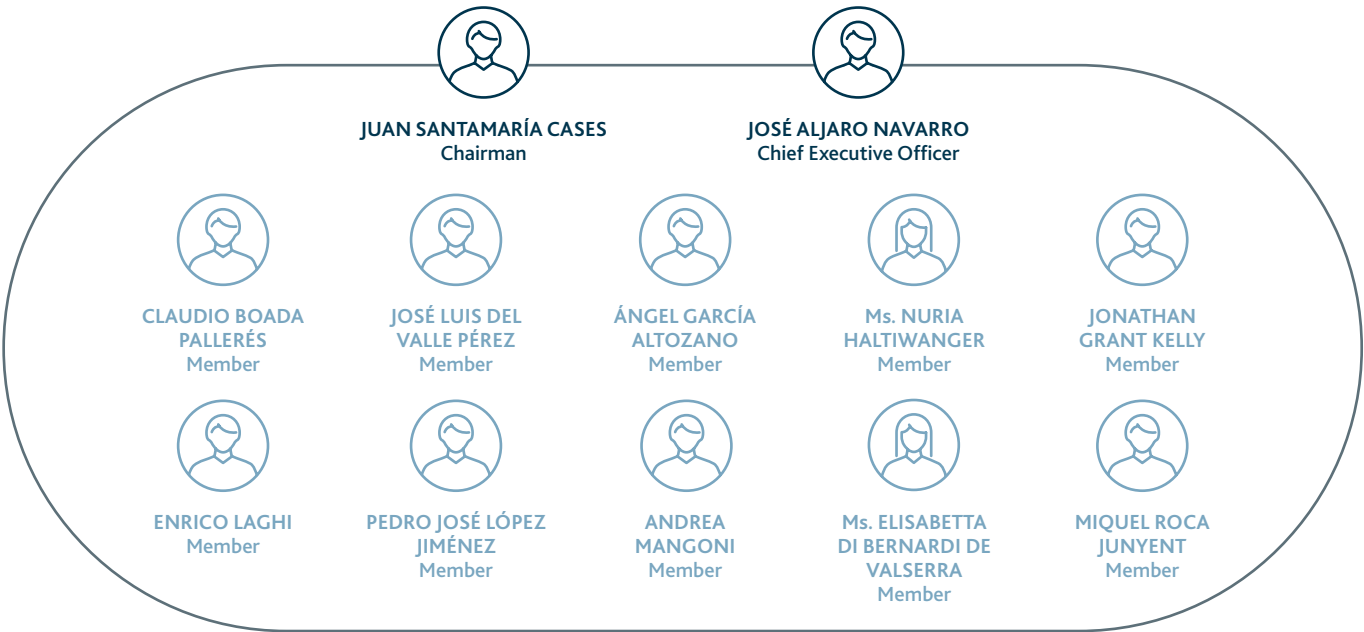 JUAN SANTAMARÍA CASES
Chairman
JOSÉ ALJARO NAVARRO
Chief Executive Officer
CLAUDIO BOADA
PALLERÉS
Member
JOSÉ LUIS DEL
VALLE PÉREZ
Member
ÁNGEL GARCÍA
ALTOZANO
Member
Ms. NURIA
HALTIWANGER
Member
JONATHAN
GRANT KELLY
Member
ENRICO LAGHI
Member
PEDRO JOSÉ LÓPEZ
JIMÉNEZ
Member
ANDREA
MANGONI
Member
Ms. ELISABETTA
DI BERNARDI DE
VALSERRA
Member
MIQUEL ROCA
JUNYENT
Member